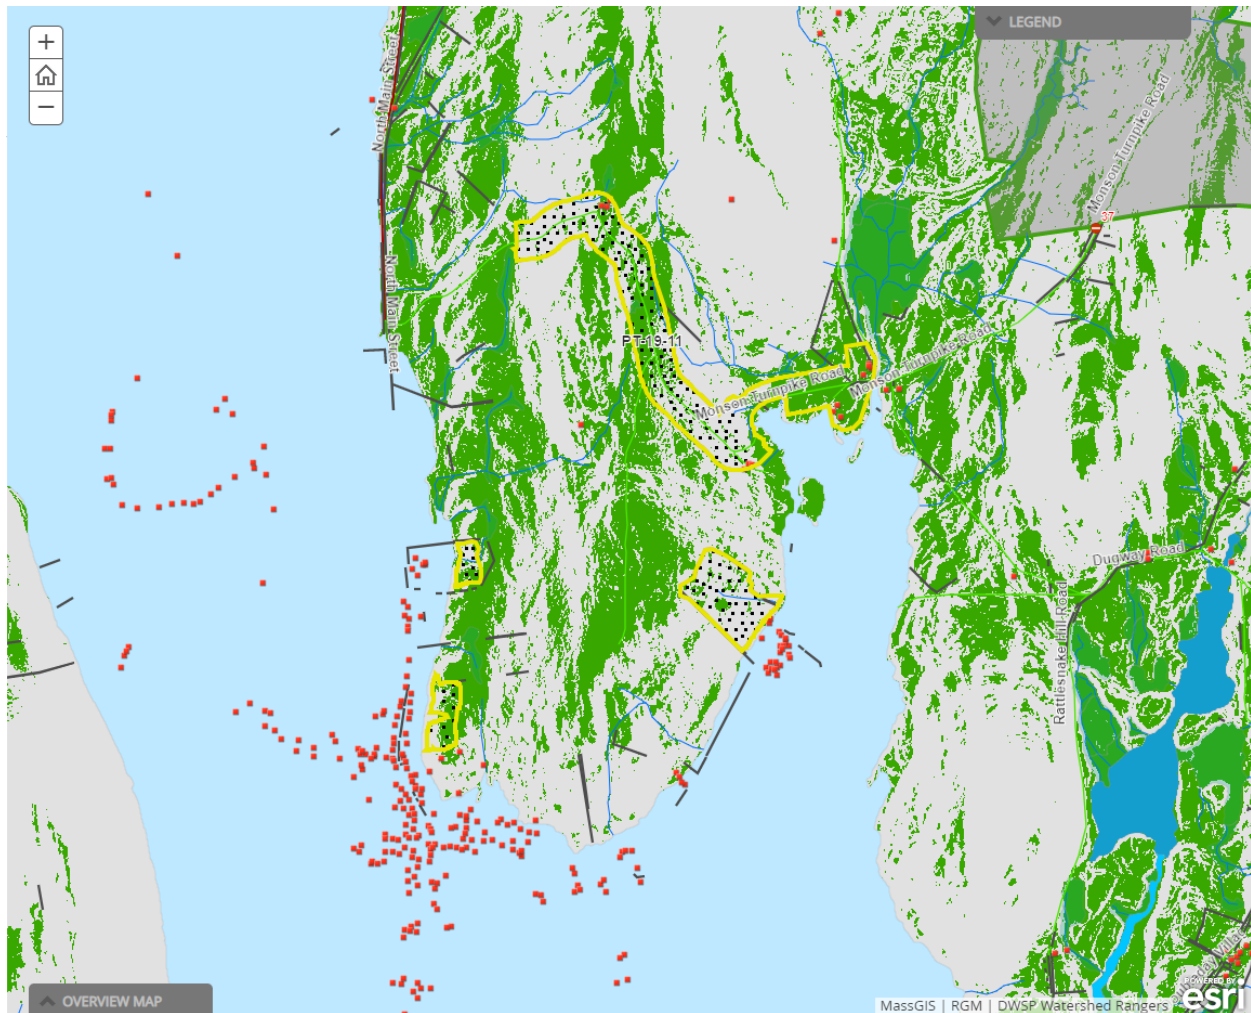 +
−
LEGEND
North Main Street
Monson Turnpike Road
37
North Main Street
PT-19-11
Monson Turnpike Road
Monson Turnpike Road
Dugway Road
Rattlesnake Hill Road
OVERVIEW MAP
MassGIS | RGM | DWSP Watershed Rangers
POWERED BY
esri